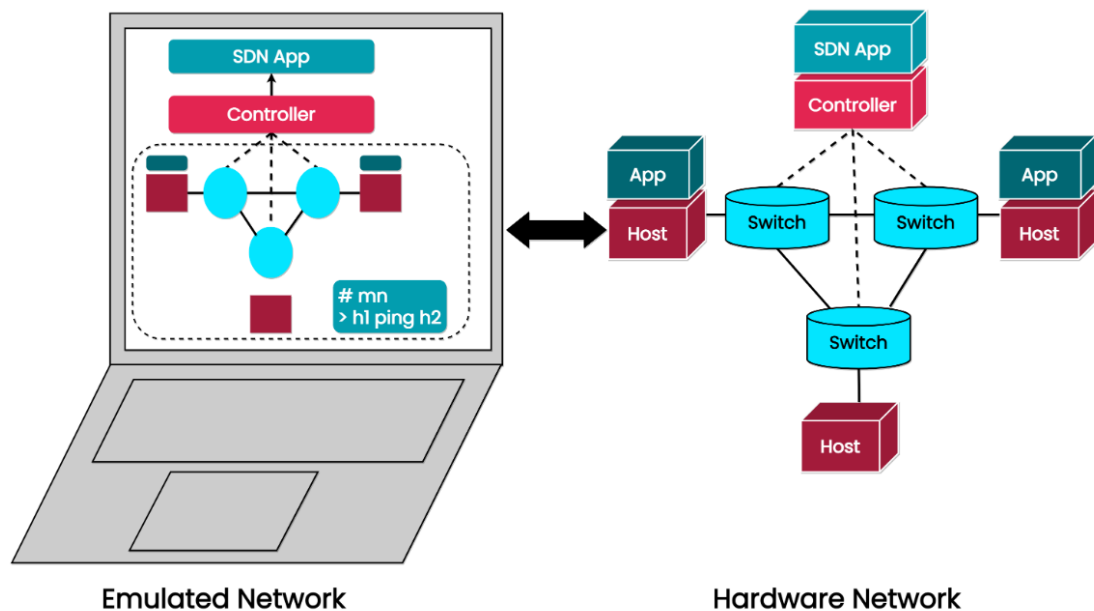 SDN App
Controller
# mn
> h1 ping h2
Emulated Network
SDN App
Controller
App
App
Host
Switch
Switch
Host
Switch
Host
Hardware Network